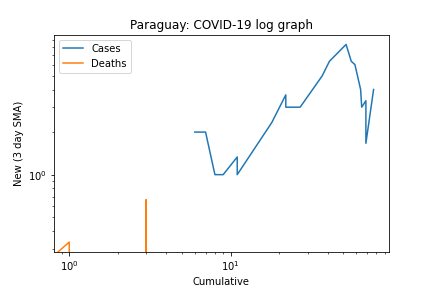 Paraguay: COVID-19 log graph
Cases
Deaths
New (3 day SMA)
10⁰
10⁰
10¹
Cumulative